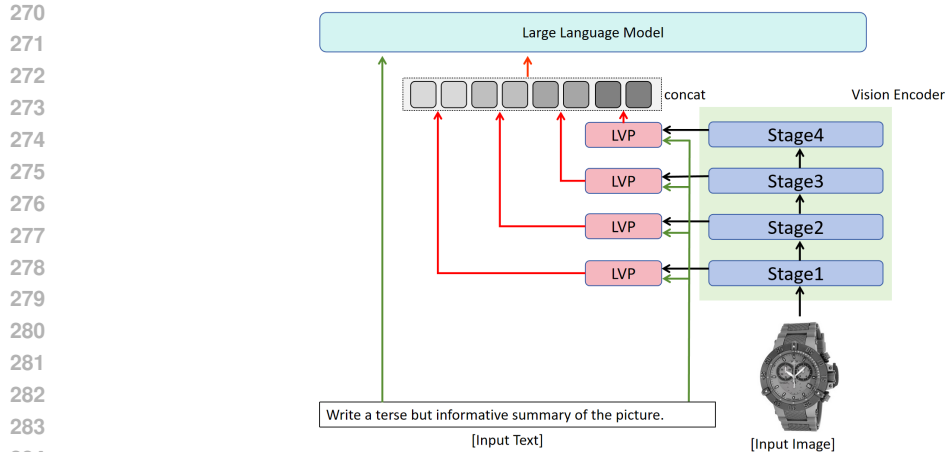 270
271
272
273
274
275
276
277
278
279
280
281
282
283
Large Language Model
concat
Vision Encoder
LVP
Stage4
LVP
Stage3
LVP
Stage2
LVP
Stage1
Write a terse but informative summary of the picture.
[Input Text]
[Input Image]